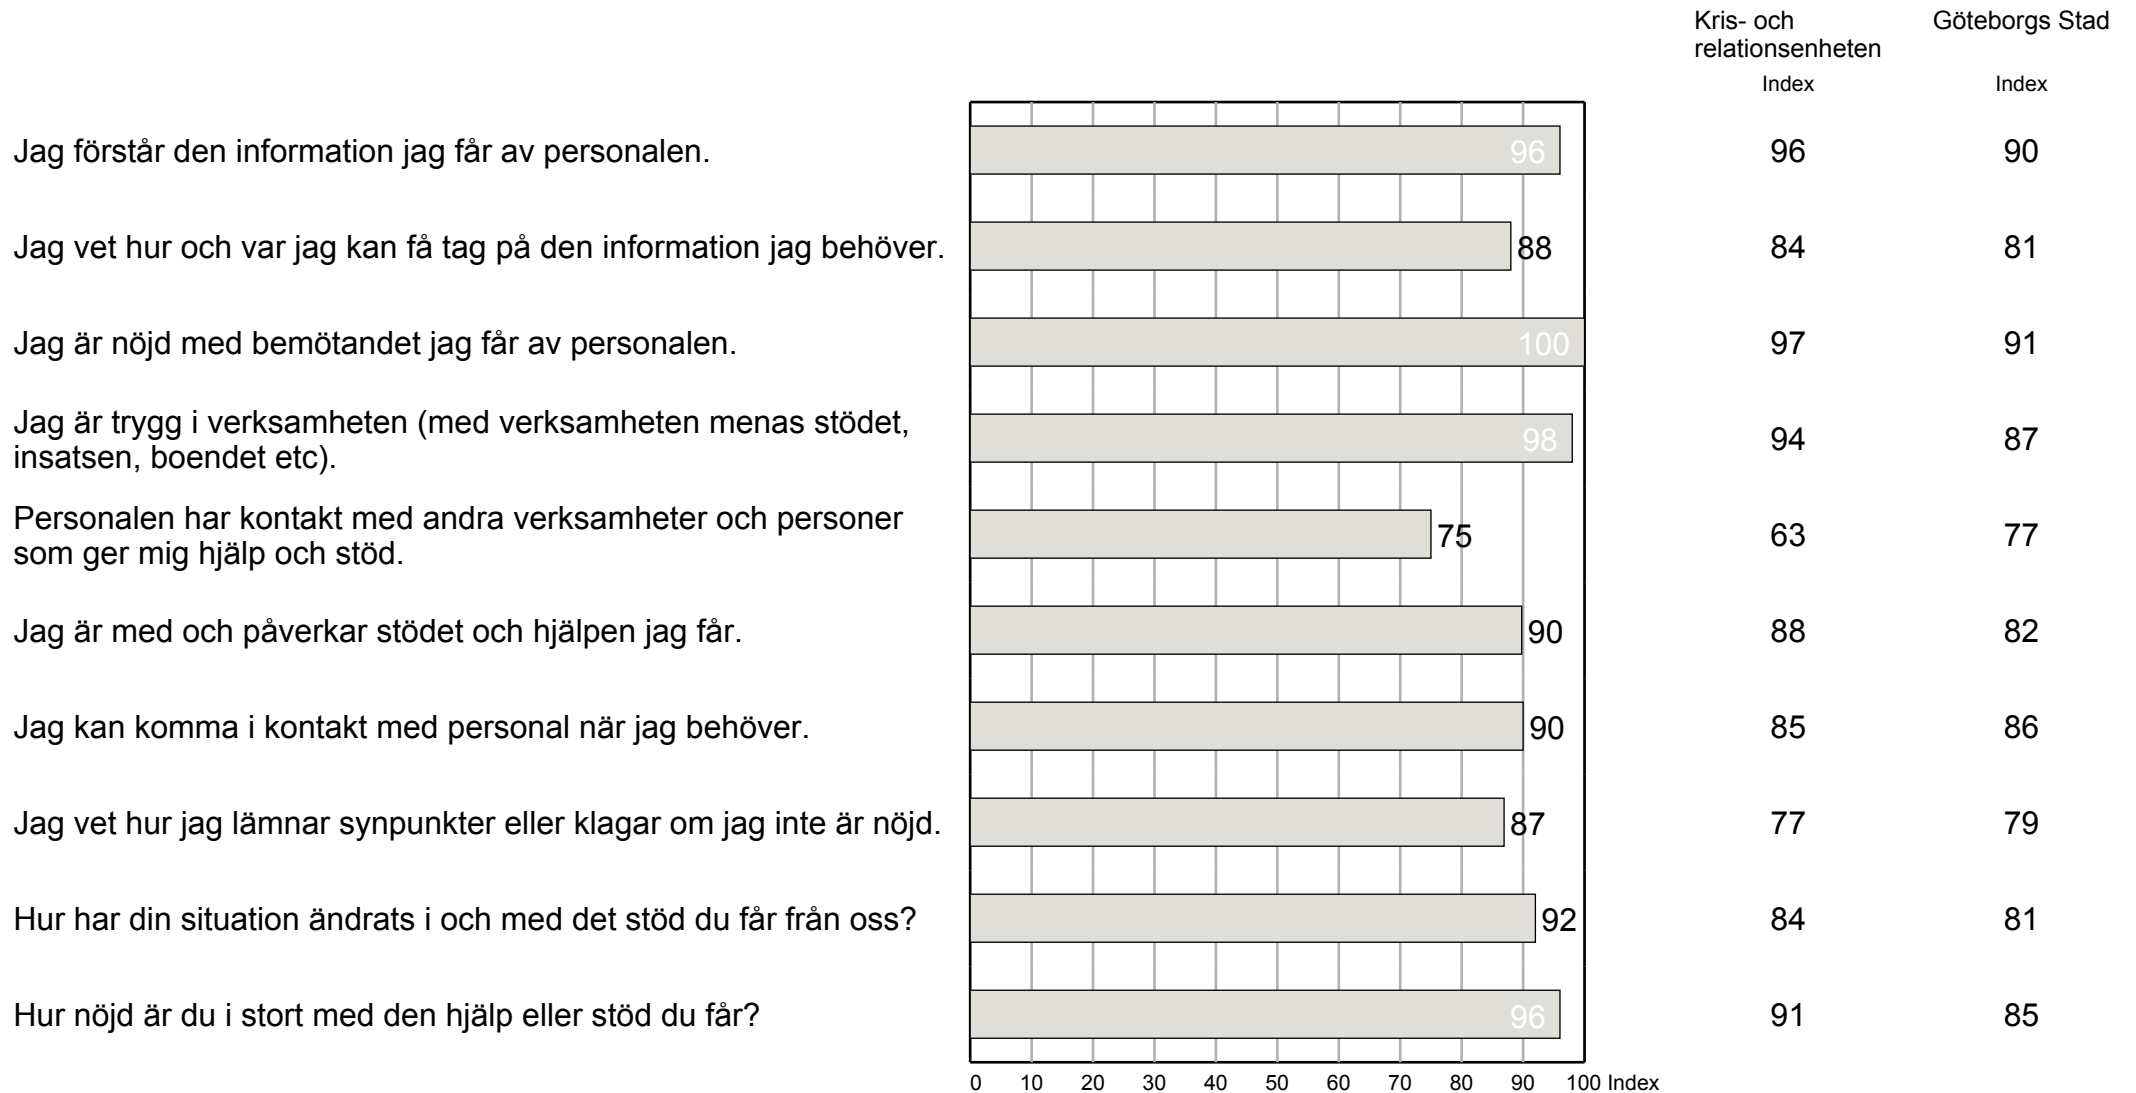 Kris- och Göteborgs Stad
relationsenheten
Index Index
Jag förstår den information jag får av personalen. 96 96 90
Jag vet hur och var jag kan få tag på den information jag behöver. 88 84 81
Jag är nöjd med bemötandet jag får av personalen. 100 97 91
Jag är trygg i verksamheten (med verksamheten menas stödet,
insatsen, boendet etc). 98 94 87
Personalen har kontakt med andra verksamheter och personer
som ger mig hjälp och stöd. 75 63 77
Jag är med och påverkar stödet och hjälpen jag får. 90 88 82
Jag kan komma i kontakt med personal när jag behöver. 90 85 86
Jag vet hur jag lämnar synpunkter eller klagar om jag inte är nöjd. 87 77 79
Hur har din situation ändrats i och med det stöd du får från oss? 92 84 81
Hur nöjd är du i stort med den hjälp eller stöd du får? 96 91 85
0 10 20 30 40 50 60 70 80 90 100 Index